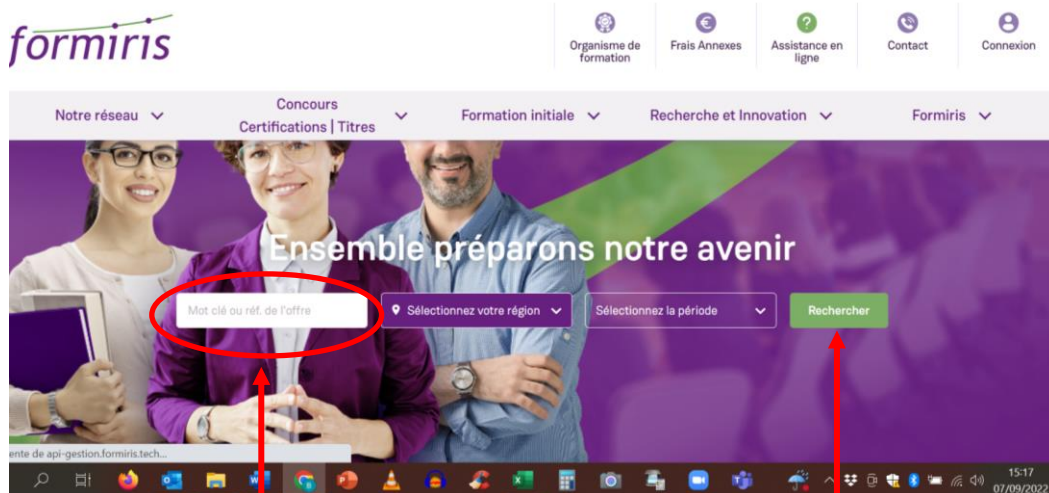 formiris
Organisme de
formation
Frais Annexes
Assistance en
ligne
Contact
Connexion
Notre réseau
Concours
Certifications | Titres
Formation initiale
Recherche et Innovation
Formiris
Ensemble préparons notre avenir
Mot clé ou réf. de l'offre
Sélectionnez votre région
Sélectionnez la période
Rechercher
ente de api-gestion.formiris.tech...
15:17
07/09/2022